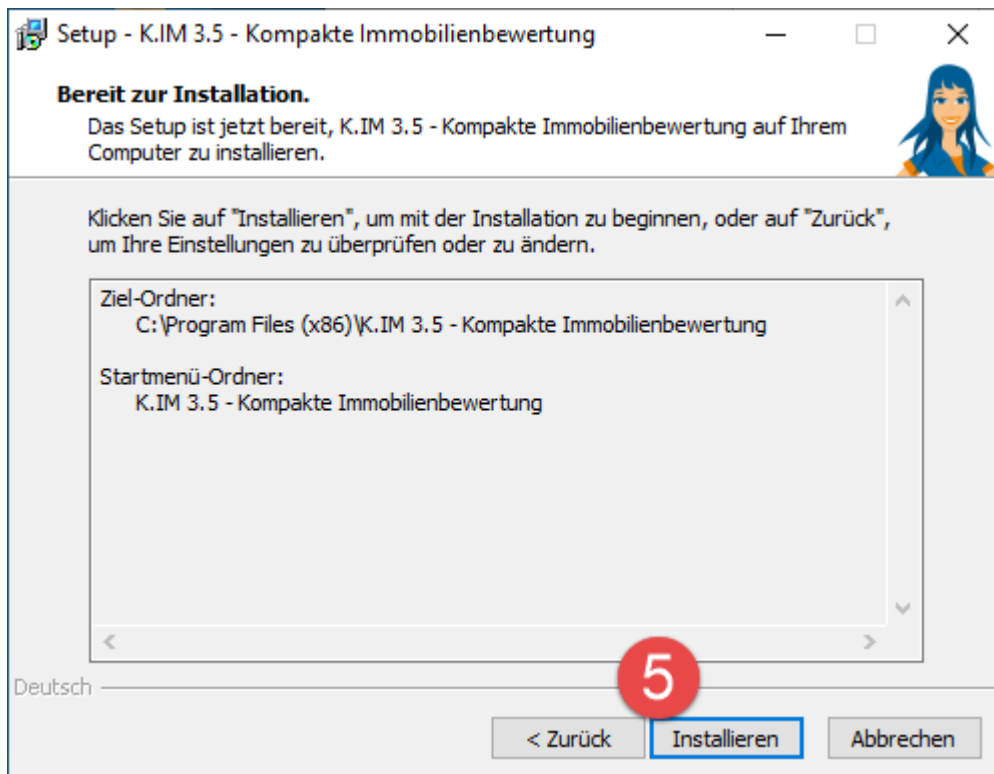 Setup - K.IM 3.5 - Kompakte Immobilienbewertung
Bereit zur Installation.
Das Setup ist jetzt bereit, K.IM 3.5 - Kompakte Immobilienbewertung auf Ihrem
Computer zu installieren.
Klicken Sie auf "Installieren", um mit der Installation zu beginnen, oder auf "Zurück",
um Ihre Einstellungen zu überprüfen oder zu ändern.
Ziel-Ordner:
C:\Program Files (x86)\K.IM 3.5 - Kompakte Immobilienbewertung
Startmenü-Ordner:
K.IM 3.5 - Kompakte Immobilienbewertung
Deutsch
5
< Zurück
Installieren
Abbrechen